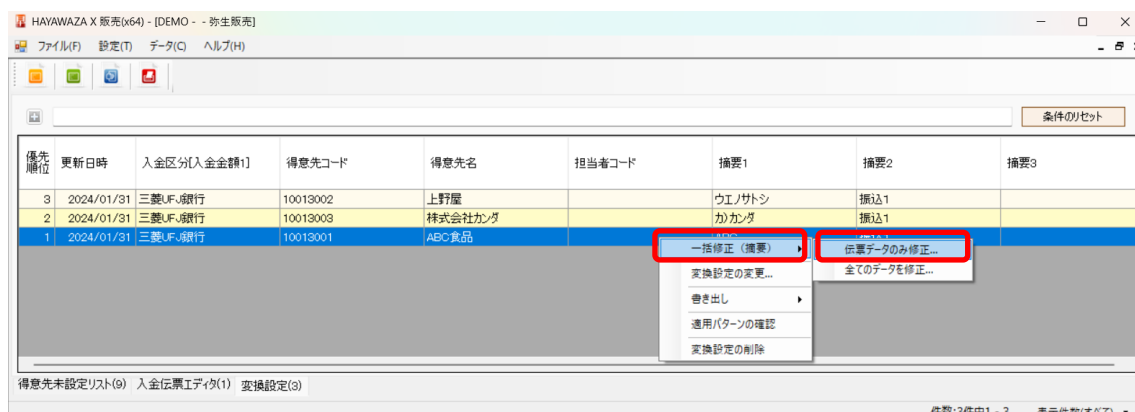 HAYAWAZA X 販売(x64) - [DEMO - - 弥生販売]
ファイル(F) 設定(T) データ(C) ヘルプ(H)
条件のリセット
優先順位 更新日時 入金区分[入金金額1] 得意先コード 得意先名 担当者コード 摘要1 摘要2 摘要3
3 2024/01/31 三菱UFJ銀行 10013002 上野屋 ウエノサトシ 振込1
2 2024/01/31 三菱UFJ銀行 10013003 株式会社カンダ カ)カンダ 振込1
1 2024/01/31 三菱UFJ銀行 10013001 ABC食品
一括修正（摘要） 伝票データのみ修正...
変換設定の変更... 全てのデータを修正...
書き出し
適用パターンの確認
変換設定の削除
得意先未設定リスト(9) 入金伝票エディタ(1) 変換設定(3)
件数:3件中1 - 3 表示件数(すべて)